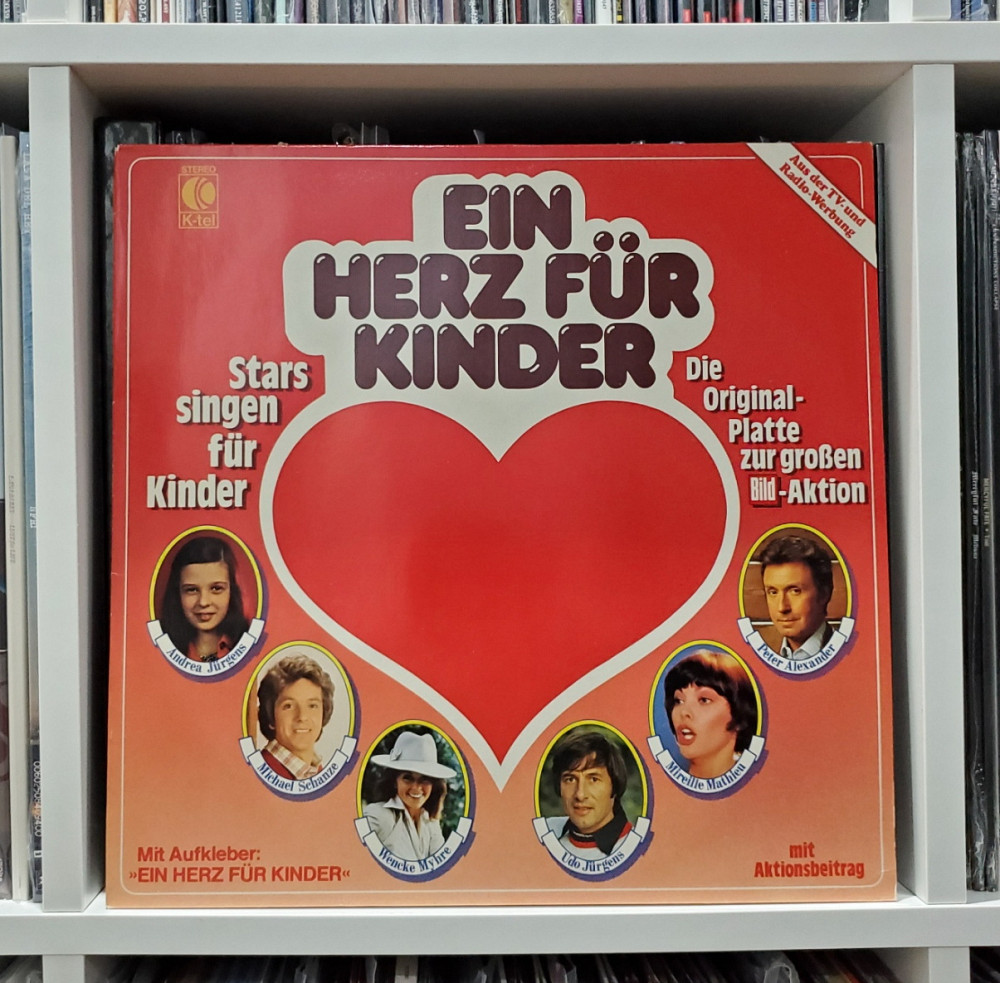 STEREO
K-tel
Aus der TV- und
Radio-Werbung
EIN
HERZ FÜR
KINDER
Stars
singen
für
Kinder
Die
Original-
Platte
zur großen
Bild-Aktion
Andrea Jürgens
Michael Schanze
Wencke Myhre
Udo Jürgens
Mireille Mathieu
Peter Alexander
Mit Aufkleber:
»EIN HERZ FÜR KINDER«
mit
Aktionsbeitrag